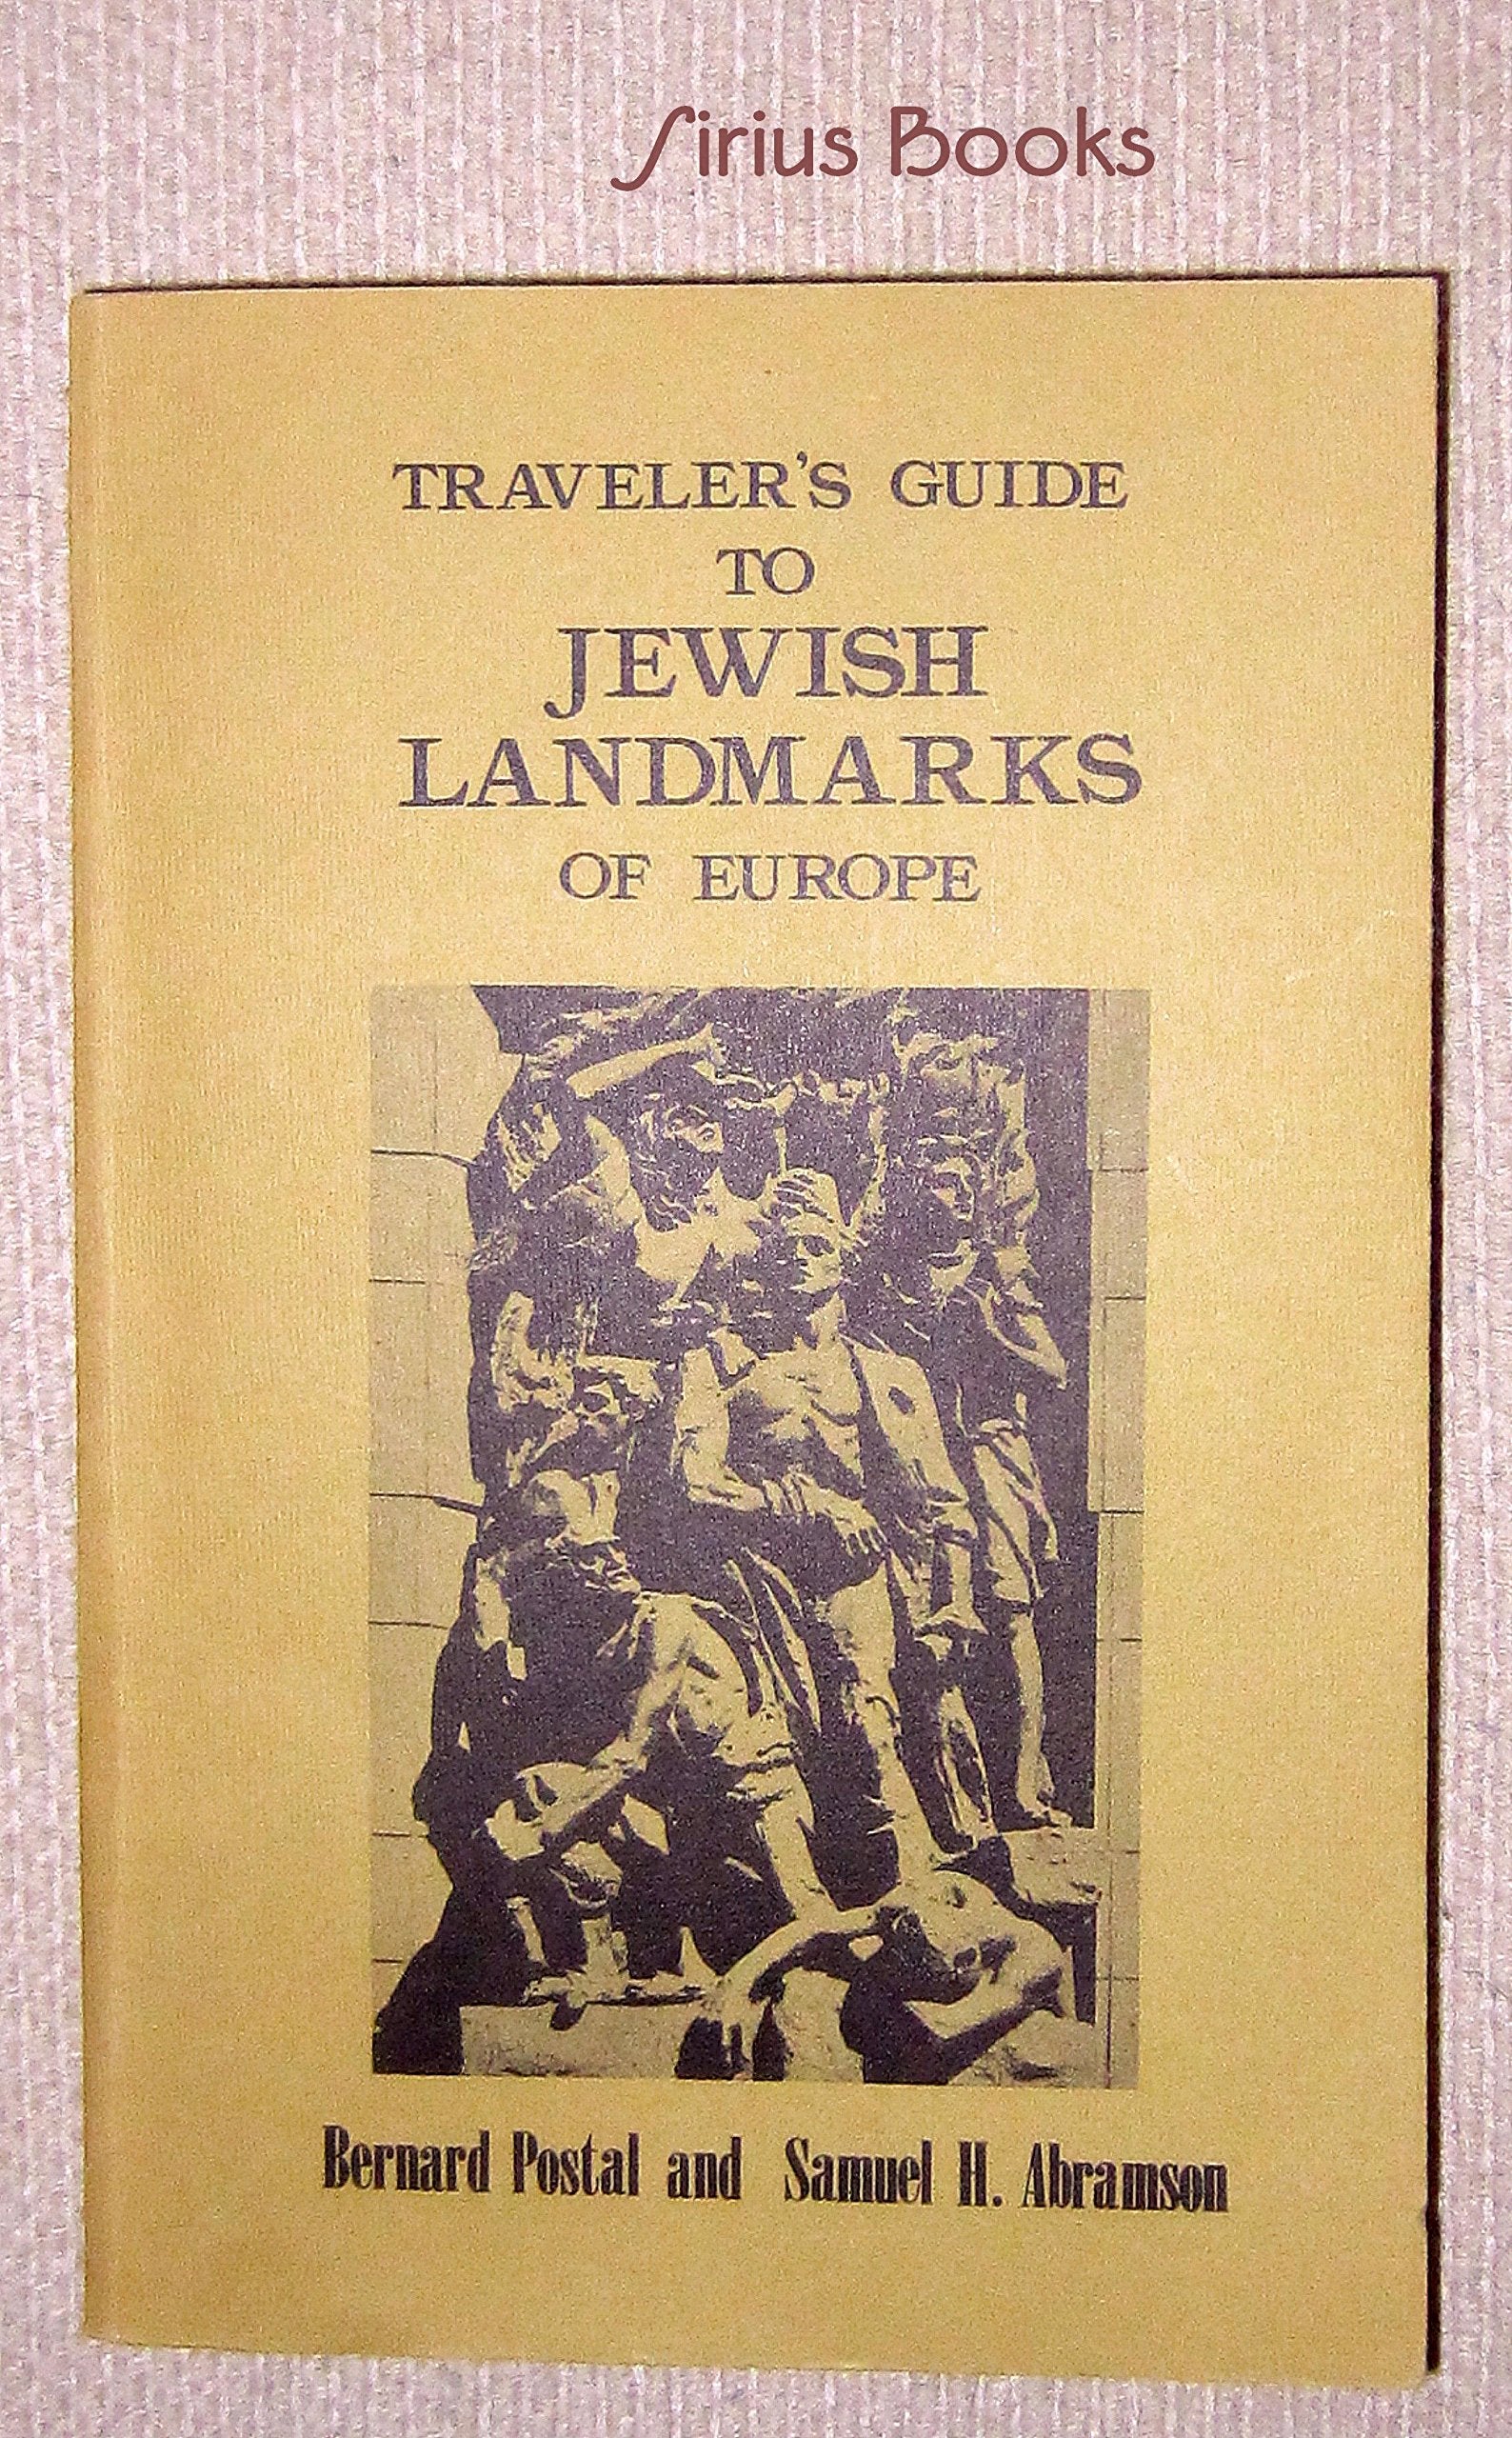 Sirius Books
TRAVELER'S GUIDE
TO
JEWISH
LANDMARKS
OF EUROPE
Bernard Postal and Samuel H. Abramson